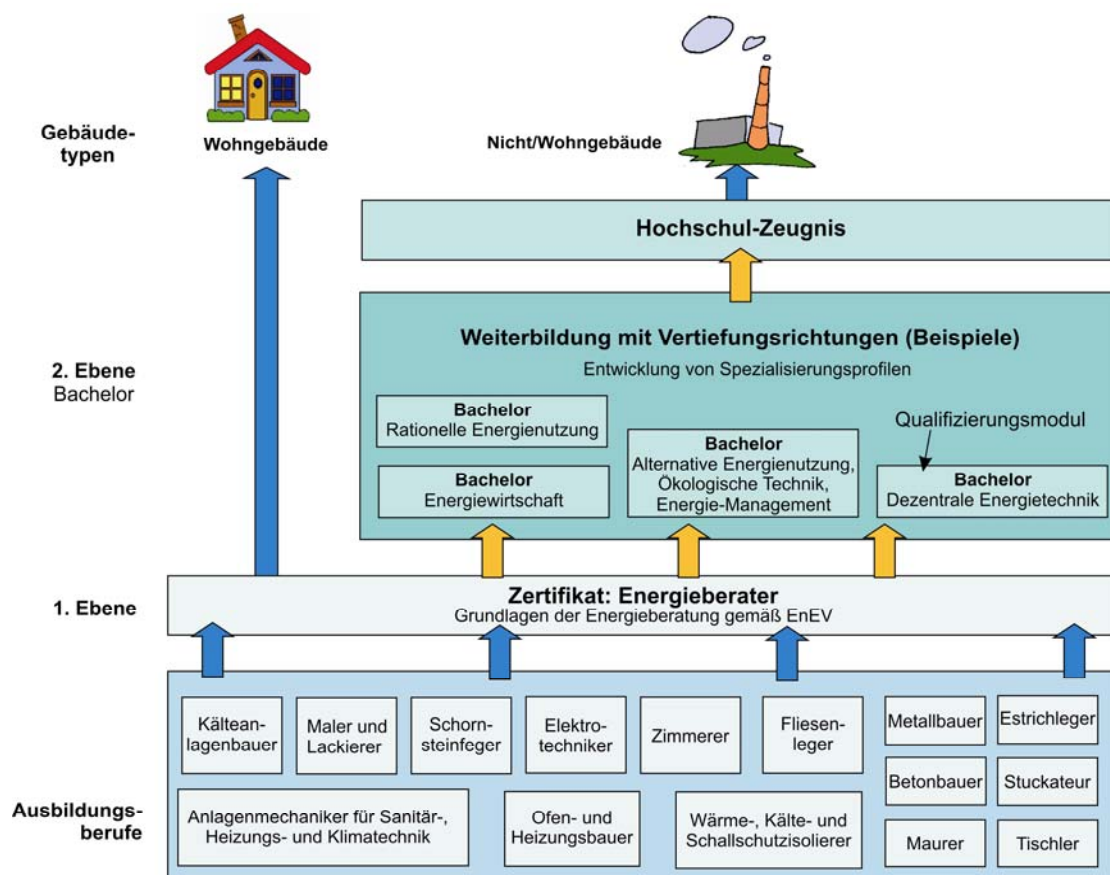 Gebäude-
typen
Wohngebäude
Nicht/Wohngebäude
Hochschul-Zeugnis
2. Ebene
Bachelor
Weiterbildung mit Vertiefungsrichtungen (Beispiele)
Entwicklung von Spezialisierungsprofilen
Bachelor
Rationelle Energienutzung
Bachelor
Energiewirtschaft
Bachelor
Alternative Energienutzung,
Ökologische Technik,
Energie-Management
Qualifizierungsmodul
Bachelor
Dezentrale Energietechnik
1. Ebene
Zertifikat: Energieberater
Grundlagen der Energieberatung gemäß EnEV
Ausbildungs-
berufe
Kältean-
lagenbauer
Maler und
Lackierer
Schorn-
steinfeger
Elektro-
techniker
Zimmerer
Fliesen-
leger
Metallbauer
Estrichleger
Betonbauer
Stuckateur
Anlagenmechaniker für Sanitär-,
Heizungs- und Klimatechnik
Ofen- und
Heizungsbauer
Wärme-, Kälte- und
Schallschutzisolierer
Maurer
Tischler